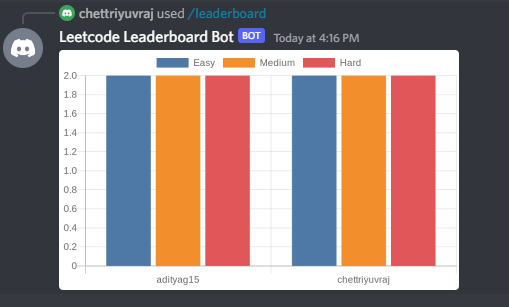 chettriyuvraj used /leaderboard
Leetcode Leaderboard Bot BOT Today at 4:16 PM
Easy Medium Hard
2.0
1.8
1.6
1.4
1.2
1.0
0.8
0.6
0.4
0.2
0
adityag15 chettriyuvraj